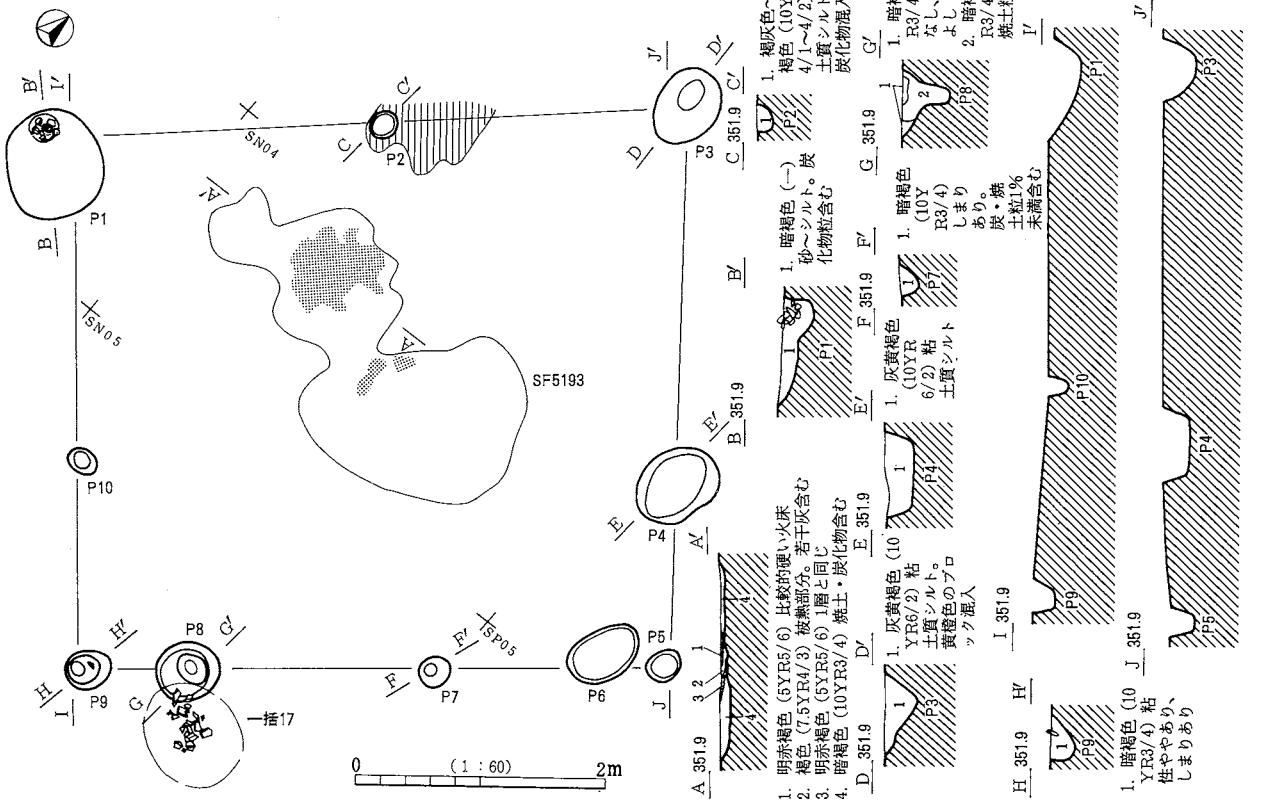 B′
I′
P1
B
SN04
C′
C
P2
J′
D′
D
P3
A′
A
SN05
SF5193
P10
E′
E
P4
H′
H
I
P9
P8
G′
G
一括17
F′
F
P7
SP05
P6
P5
J
0 (1：60) 2m
A 351.9 A′
1 2 3 4 4
1. 明赤褐色 (5YR5/6) 比較的硬い火床
2. 褐色 (7.5YR4/3) 被熱部分。若干灰含む
3. 明赤褐色 (5YR5/6) 1層と同じ
4. 暗褐色 (10YR3/4) 焼土・炭化物含む
B 351.9 B′
1
P1
1. 暗褐色 (—)
砂～シルト。炭
化物粒含む
C 351.9 C′
1
P2
1. 褐灰色～
褐色 (10Y
4/1～4/2)
土質シルト
炭化物混入
D 351.9 D′
1
P3
1. 灰黄褐色 (10
YR6/2) 粘
土質シルト。
黄橙色のブロ
ック混入
E 351.9 E′
1
P4
1. 灰黄褐色
(10YR
6/2) 粘
土質シルト
F 351.9 F′
1
P7
1. 暗褐色
(10Y
R3/4)
しまり
あり。
炭・焼
土粒1%
未満含む
G 351.9 G′
1
2
P8
1. 暗
R3/4
なし、
よし
2. 暗
R3/4
焼土粒
H 351.9 H′
1
P9
1. 暗褐色 (10
YR3/4) 粘
性ややあり、
しまりあり
I 351.9 I′
P9
P10
P1
J 351.9 J′
P5
P4
P3